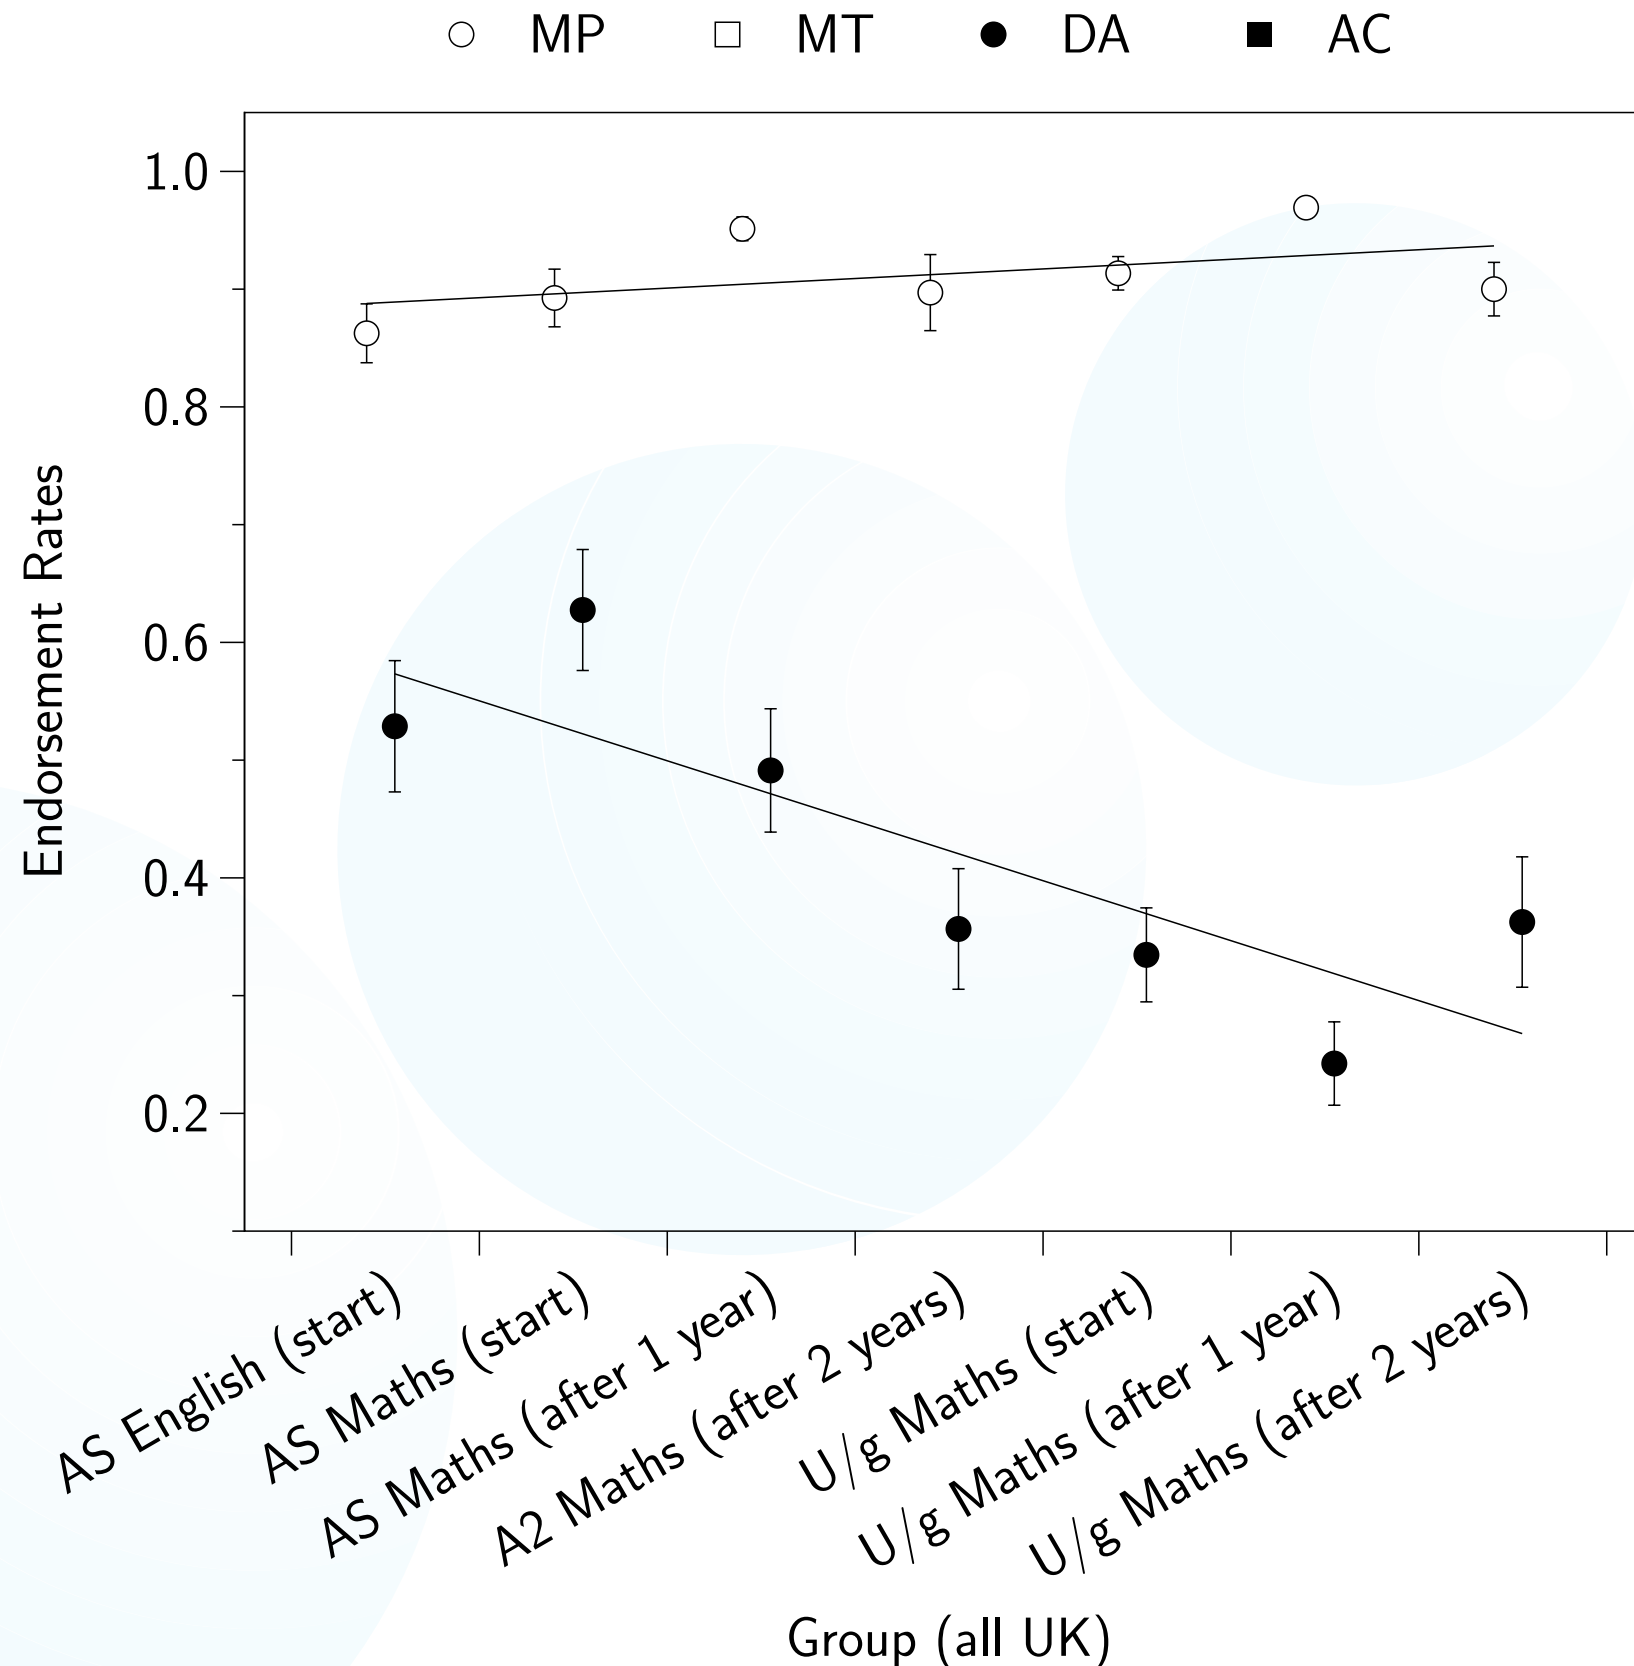 MP MT DA AC
1.0
0.8
0.6
0.4
0.2
Endorsement Rates
AS English (start)
AS Maths (start)
AS Maths (after 1 year)
A2 Maths (after 2 years)
U/g Maths (start)
U/g Maths (after 1 year)
U/g Maths (after 2 years)
Group (all UK)